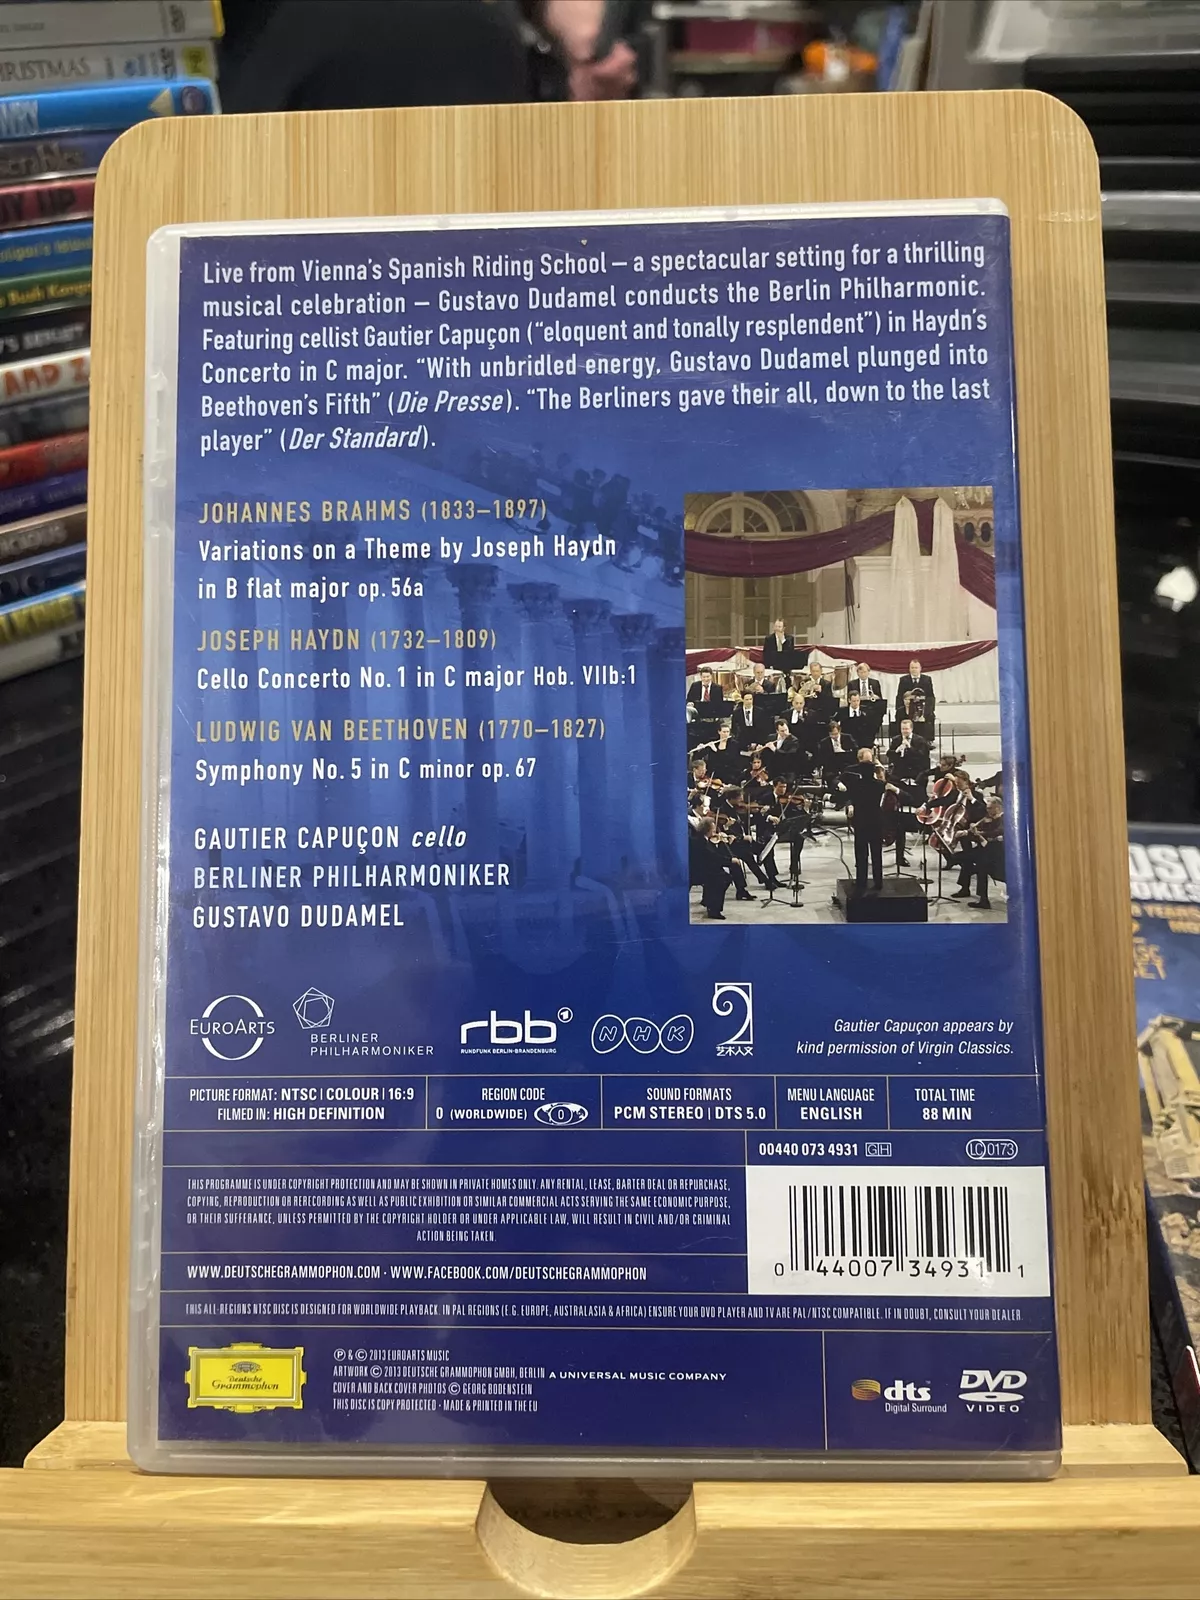 Live from Vienna's Spanish Riding School – a spectacular setting for a thrilling
musical celebration – Gustavo Dudamel conducts the Berlin Philharmonic.
Featuring cellist Gautier Capuçon (“eloquent and tonally resplendent”) in Haydn's
Concerto in C major. “With unbridled energy, Gustavo Dudamel plunged into
Beethoven's Fifth” (Die Presse). “The Berliners gave their all, down to the last
player” (Der Standard).
JOHANNES BRAHMS (1833–1897)
Variations on a Theme by Joseph Haydn
in B flat major op. 56a
JOSEPH HAYDN (1732–1809)
Cello Concerto No. 1 in C major Hob. VIIb:1
LUDWIG VAN BEETHOVEN (1770–1827)
Symphony No. 5 in C minor op. 67
GAUTIER CAPUÇON cello
BERLINER PHILHARMONIKER
GUSTAVO DUDAMEL
EUROARTS
BERLINER
PHILHARMONIKER
rbb
RUNDFUNK BERLIN-BRANDENBURG
NHK
艺术人文
Gautier Capuçon appears by
kind permission of Virgin Classics.
PICTURE FORMAT: NTSC | COLOUR | 16:9
FILMED IN: HIGH DEFINITION
REGION CODE
0 (WORLDWIDE) 0
SOUND FORMATS
PCM STEREO | DTS 5.0
MENU LANGUAGE
ENGLISH
TOTAL TIME
88 MIN
00440 073 4931 GH
LC 0173
THIS PROGRAMME IS UNDER COPYRIGHT PROTECTION AND MAY BE SHOWN IN PRIVATE HOMES ONLY. ANY RENTAL, LEASE, BARTER DEAL OR REPURCHASE,
COPYING, REPRODUCTION OR RERECORDING AS WELL AS PUBLIC EXHIBITION OR SIMILAR COMMERCIAL ACTS SERVING THE SAME ECONOMIC PURPOSE,
OR THEIR SUFFERANCE, UNLESS PERMITTED BY THE COPYRIGHT HOLDER OR UNDER APPLICABLE LAW, WILL RESULT IN CIVIL AND/OR CRIMINAL
ACTION BEING TAKEN.
WWW.DEUTSCHEGRAMMOPHON.COM · WWW.FACEBOOK.COM/DEUTSCHEGRAMMOPHON
0 44007 34931 1
THIS ALL-REGIONS NTSC DISC IS DESIGNED FOR WORLDWIDE PLAYBACK. IN PAL REGIONS (E.G. EUROPE, AUSTRALASIA & AFRICA) ENSURE YOUR DVD PLAYER AND TV ARE PAL/NTSC COMPATIBLE. IF IN DOUBT, CONSULT YOUR DEALER.
Deutsche
Grammophon
℗ & © 2013 EUROARTS MUSIC
ARTWORK © 2013 DEUTSCHE GRAMMOPHON GMBH, BERLIN A UNIVERSAL MUSIC COMPANY
COVER AND BACK COVER PHOTOS © GEORG BODENSTEIN
THIS DISC IS COPY PROTECTED · MADE & PRINTED IN THE EU
dts
Digital Surround
DVD
VIDEO